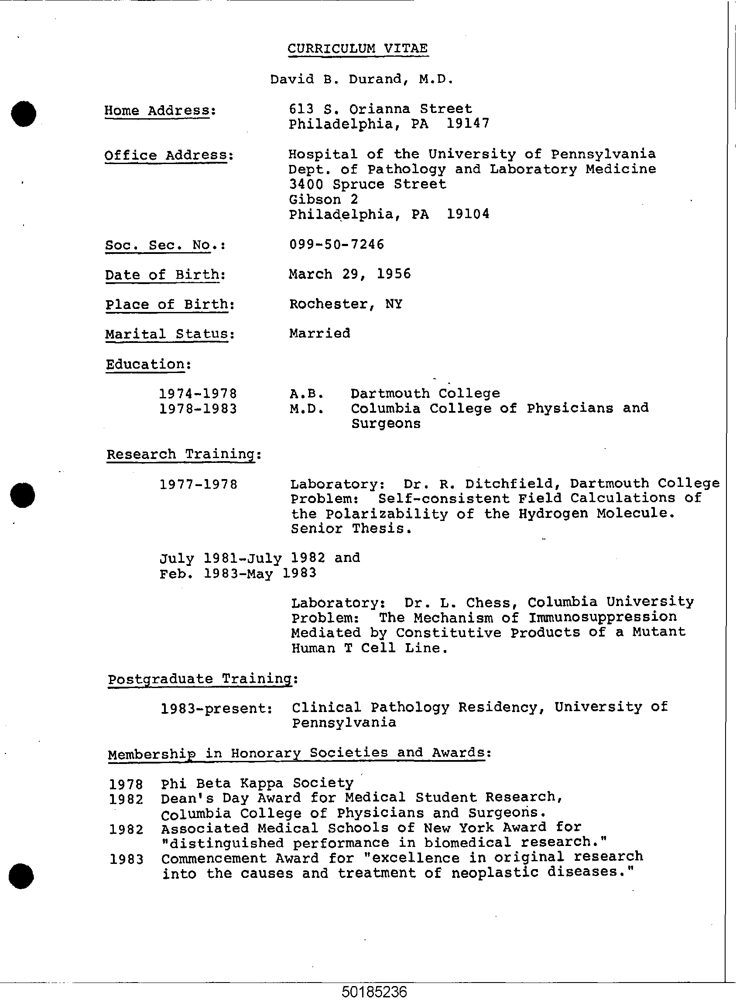 CURRICULUM VITAE
David B. Durand, M.D.
Home Address: 613 S. Orianna Street
Philadelphia, PA 19147
Office Address: Hospital of the University of Pennsylvania
Dept. of Pathology and Laboratory Medicine
3400 Spruce Street
Gibson 2
Philadelphia, PA 19104
Soc. Sec. No.: 099-50-7246
Date of Birth: March 29, 1956
Place of Birth: Rochester, NY
Marital Status: Married
Education:
1974-1978 A.B. Dartmouth College
1978-1983 M.D. Columbia College of Physicians and
Surgeons
Research Training:
1977-1978 Laboratory: Dr. R. Ditchfield, Dartmouth College
Problem: Self-consistent Field Calculations of
the Polarizability of the Hydrogen Molecule.
Senior Thesis.
July 1981-July 1982 and
Feb. 1983-May 1983
Laboratory: Dr. L. Chess, Columbia University
Problem: The Mechanism of Immunosuppression
Mediated by Constitutive Products of a Mutant
Human T Cell Line.
Postgraduate Training:
1983-present: Clinical Pathology Residency, University of
Pennsylvania
Membership in Honorary Societies and Awards:
1978 Phi Beta Kappa Society
1982 Dean's Day Award for Medical Student Research,
Columbia College of Physicians and Surgeons.
1982 Associated Medical Schools of New York Award for
"distinguished performance in biomedical research."
1983 Commencement Award for "excellence in original research
into the causes and treatment of neoplastic diseases."
50185236